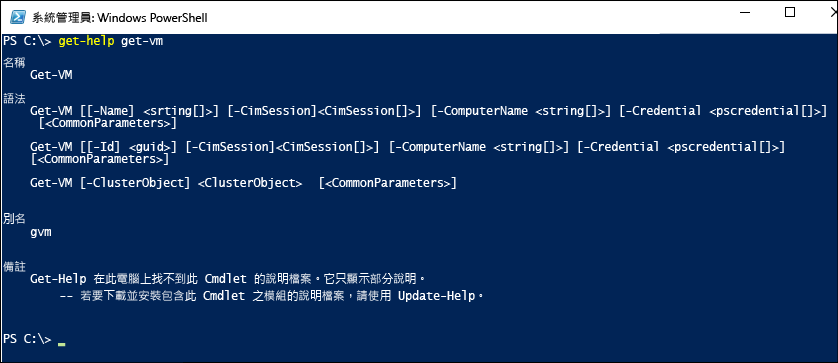 系統管理員: Windows PowerShell
PS C:\> get-help get-vm
名稱
Get-VM
語法
Get-VM [[-Name] <srting[]>] [-CimSession]<CimSession[]>] [-ComputerName <string[]>] [-Credential <pscredential[]>]
[<CommonParameters>]
Get-VM [[-Id] <guid>] [-CimSession]<CimSession[]>] [-ComputerName <string[]>] [-Credential <pscredential[]>]
[<CommonParameters>]
Get-VM [-ClusterObject] <ClusterObject>  [<CommonParameters>]
別名
gvm
備註
Get-Help 在此電腦上找不到此 Cmdlet 的說明檔案。它只顯示部分說明。
-- 若要下載並安裝包含此 Cmdlet 之模組的說明檔案，請使用 Update-Help。
PS C:\> _